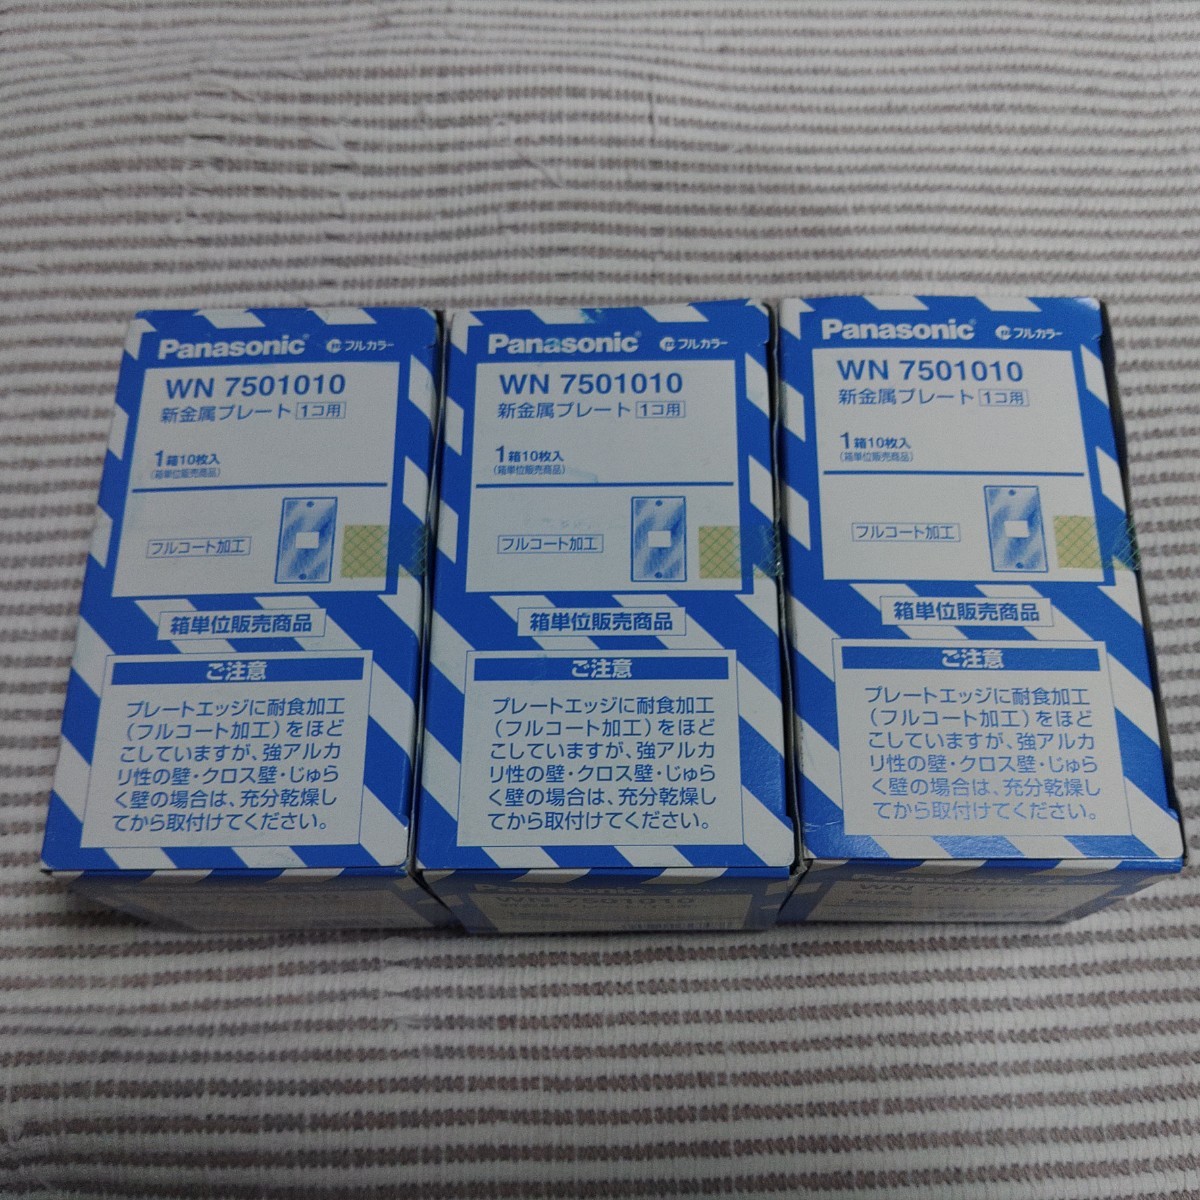 Panasonic フルカラー
WN 7501010
新金属プレート 1コ用
1箱10枚入
(箱単位販売商品)
フルコート加工
箱単位販売商品
ご注意
プレートエッジに耐食加工
(フルコート加工)をほど
こしていますが、強アルカ
リ性の壁・クロス壁・じゅら
く壁の場合は、充分乾燥し
てから取付けてください。
Panasonic フルカラー
WN 7501010
新金属プレート 1コ用
1箱10枚入
(箱単位販売商品)
フルコート加工
箱単位販売商品
ご注意
プレートエッジに耐食加工
(フルコート加工)をほど
こしていますが、強アルカ
リ性の壁・クロス壁・じゅら
く壁の場合は、充分乾燥し
てから取付けてください。
Panasonic
WN 7501010
Panasonic フルカラー
WN 7501010
新金属プレート 1コ用
1箱10枚入
(箱単位販売商品)
フルコート加工
箱単位販売商品
ご注意
プレートエッジに耐食加工
(フルコート加工)をほど
こしていますが、強アルカ
リ性の壁・クロス壁・じゅら
く壁の場合は、充分乾燥し
てから取付けてください。
WN 7501010